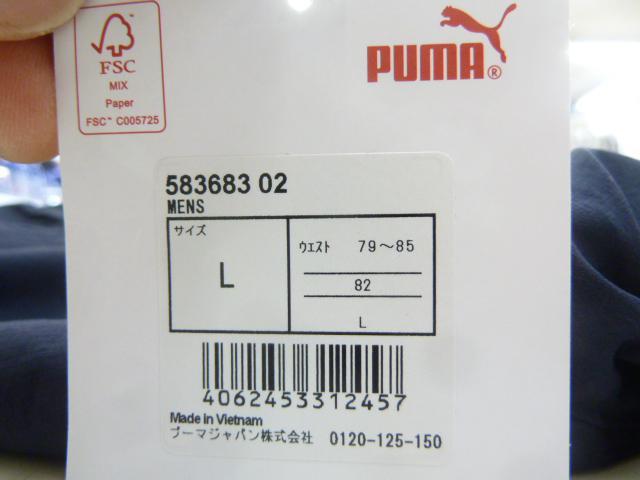 FSC
MIX
Paper
FSC™ C005725
PUMA®
583683 02
MENS
サイズ
L
ウエスト 79～85
82
L
4062453312457
Made in Vietnam
プーマジャパン株式会社 0120-125-150